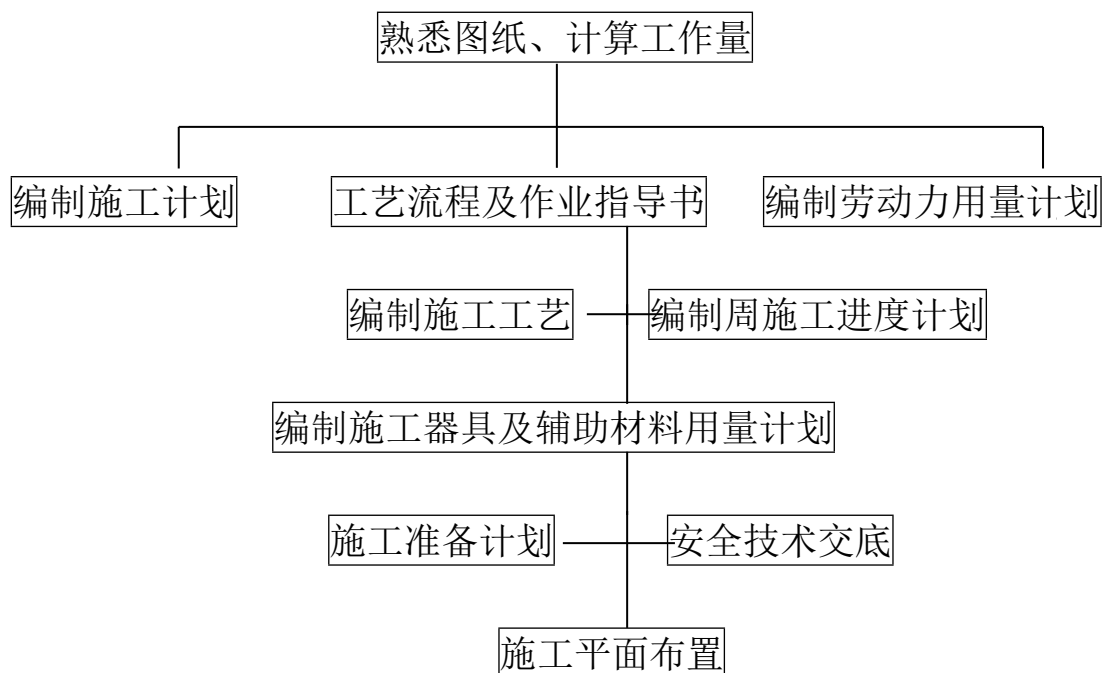 熟悉图纸、计算工作量
编制施工计划
工艺流程及作业指导书
编制劳动力用量计划
编制施工工艺
编制周施工进度计划
编制施工器具及辅助材料用量计划
施工准备计划
安全技术交底
施工平面布置